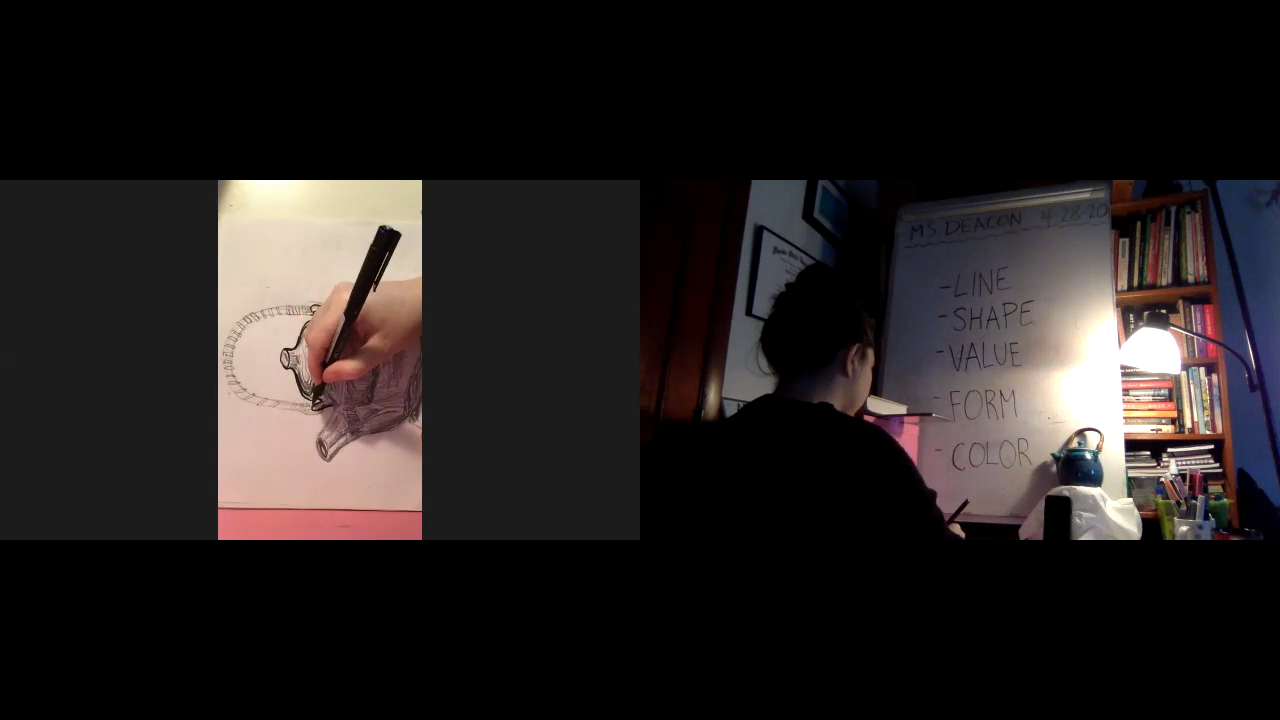 MS. DEACON 4-28-20
-LINE
-SHAPE
-VALUE
-FORM
-COLOR